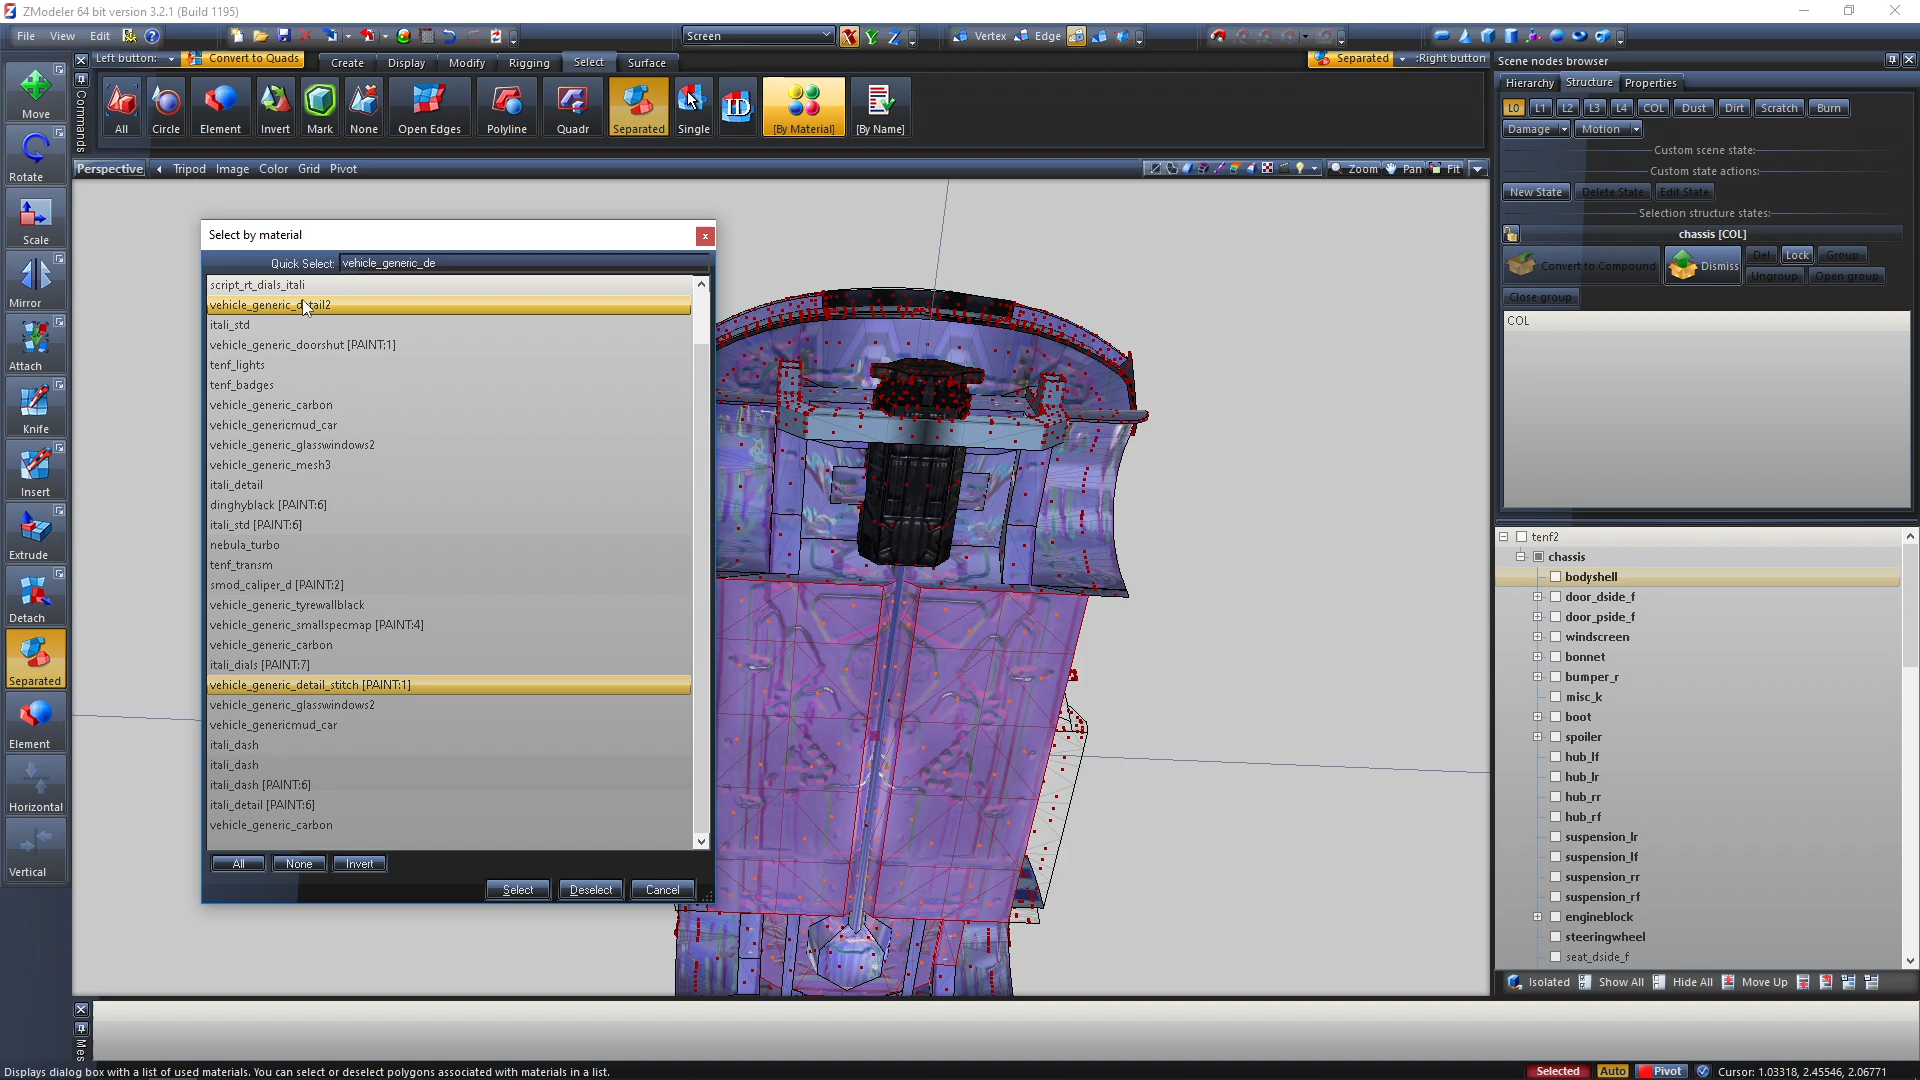 ZModeler 64 bit version 3.2.1 (Build 1195)
File View Edit
Screen
Vertex Edge
Left button: Convert to Quads
Create Display Modify Rigging Select Surface
Separated :Right button
Scene nodes browser
Hierarchy Structure Properties
Commands
Move
Rotate
Scale
Mirror
Attach
Knife
Insert
Extrude
Detach
Separated
Element
Horizontal
Vertical
All Circle Element Invert Mark None Open Edges Polyline Quadr Separated Single ID [By Material] [By Name]
L0 L1 L2 L3 L4 COL Dust Dirt Scratch Burn
Damage Motion
Custom scene state:
Custom state actions:
New State Delete State Edit State
Selection structure states:
chassis [COL]
Convert to Compound Dismiss Del Lock Group
Ungroup Open group
Close group
COL
Perspective Tripod Image Color Grid Pivot
Zoom Pan Fit
Select by material
Quick Select: vehicle_generic_de
script_rt_dials_itali
vehicle_generic_detail2
itali_std
vehicle_generic_doorshut [PAINT:1]
tenf_lights
tenf_badges
vehicle_generic_carbon
vehicle_genericmud_car
vehicle_generic_glasswindows2
vehicle_generic_mesh3
itali_detail
dinghyblack [PAINT:6]
itali_std [PAINT:6]
nebula_turbo
tenf_transm
smod_caliper_d [PAINT:2]
vehicle_generic_tyrewallblack
vehicle_generic_smallspecmap [PAINT:4]
vehicle_generic_carbon
itali_dials [PAINT:7]
vehicle_generic_detail_stitch [PAINT:1]
vehicle_generic_glasswindows2
vehicle_genericmud_car
itali_dash
itali_dash
itali_dash [PAINT:6]
itali_detail [PAINT:6]
vehicle_generic_carbon
All None Invert
Select Deselect Cancel
tenf2
chassis
bodyshell
door_dside_f
door_pside_f
windscreen
bonnet
bumper_r
misc_k
boot
spoiler
hub_lf
hub_lr
hub_rr
hub_rf
suspension_lr
suspension_lf
suspension_rr
suspension_rf
engineblock
steeringwheel
seat_dside_f
Isolated Show All Hide All Move Up
Mes
Displays dialog box with a list of used materials. You can select or deselect polygons associated with materials in a list.
Selected Auto Pivot Cursor: 1.03318, 2.45546, 2.06771